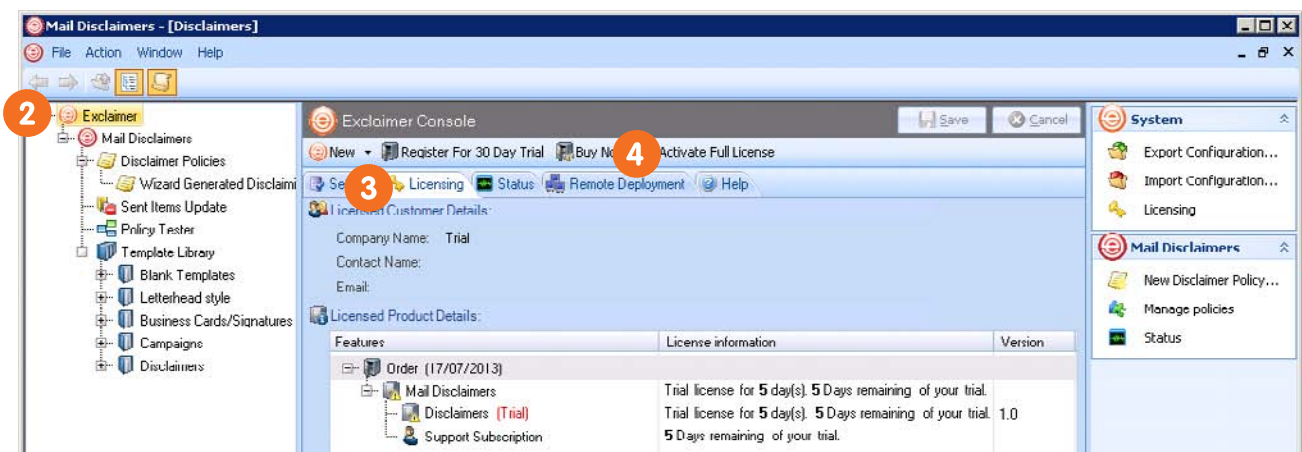 Mail Disclaimers - [Disclaimers]
File Action Window Help
2
Exclaimer
Mail Disclaimers
Disclaimer Policies
Wizard Generated Disclaimi
Sent Items Update
Policy Tester
Template Library
Blank Templates
Letterhead style
Business Cards/Signatures
Campaigns
Disclaimers
Exclaimer Console
Save Cancel
New Register For 30 Day Trial Buy No 4 Activate Full License
Se 3 Licensing Status Remote Deployment Help
Licensed Customer Details:
Company Name: Trial
Contact Name:
Email:
Licensed Product Details:
Features License information Version
Order (17/07/2013)
Mail Disclaimers Trial license for 5 day(s). 5 Days remaining of your trial.
Disclaimers (Trial) Trial license for 5 day(s). 5 Days remaining of your trial. 1.0
Support Subscription 5 Days remaining of your trial.
System
Export Configuration...
Import Configuration...
Licensing
Mail Disclaimers
New Disclaimer Policy...
Manage policies
Status